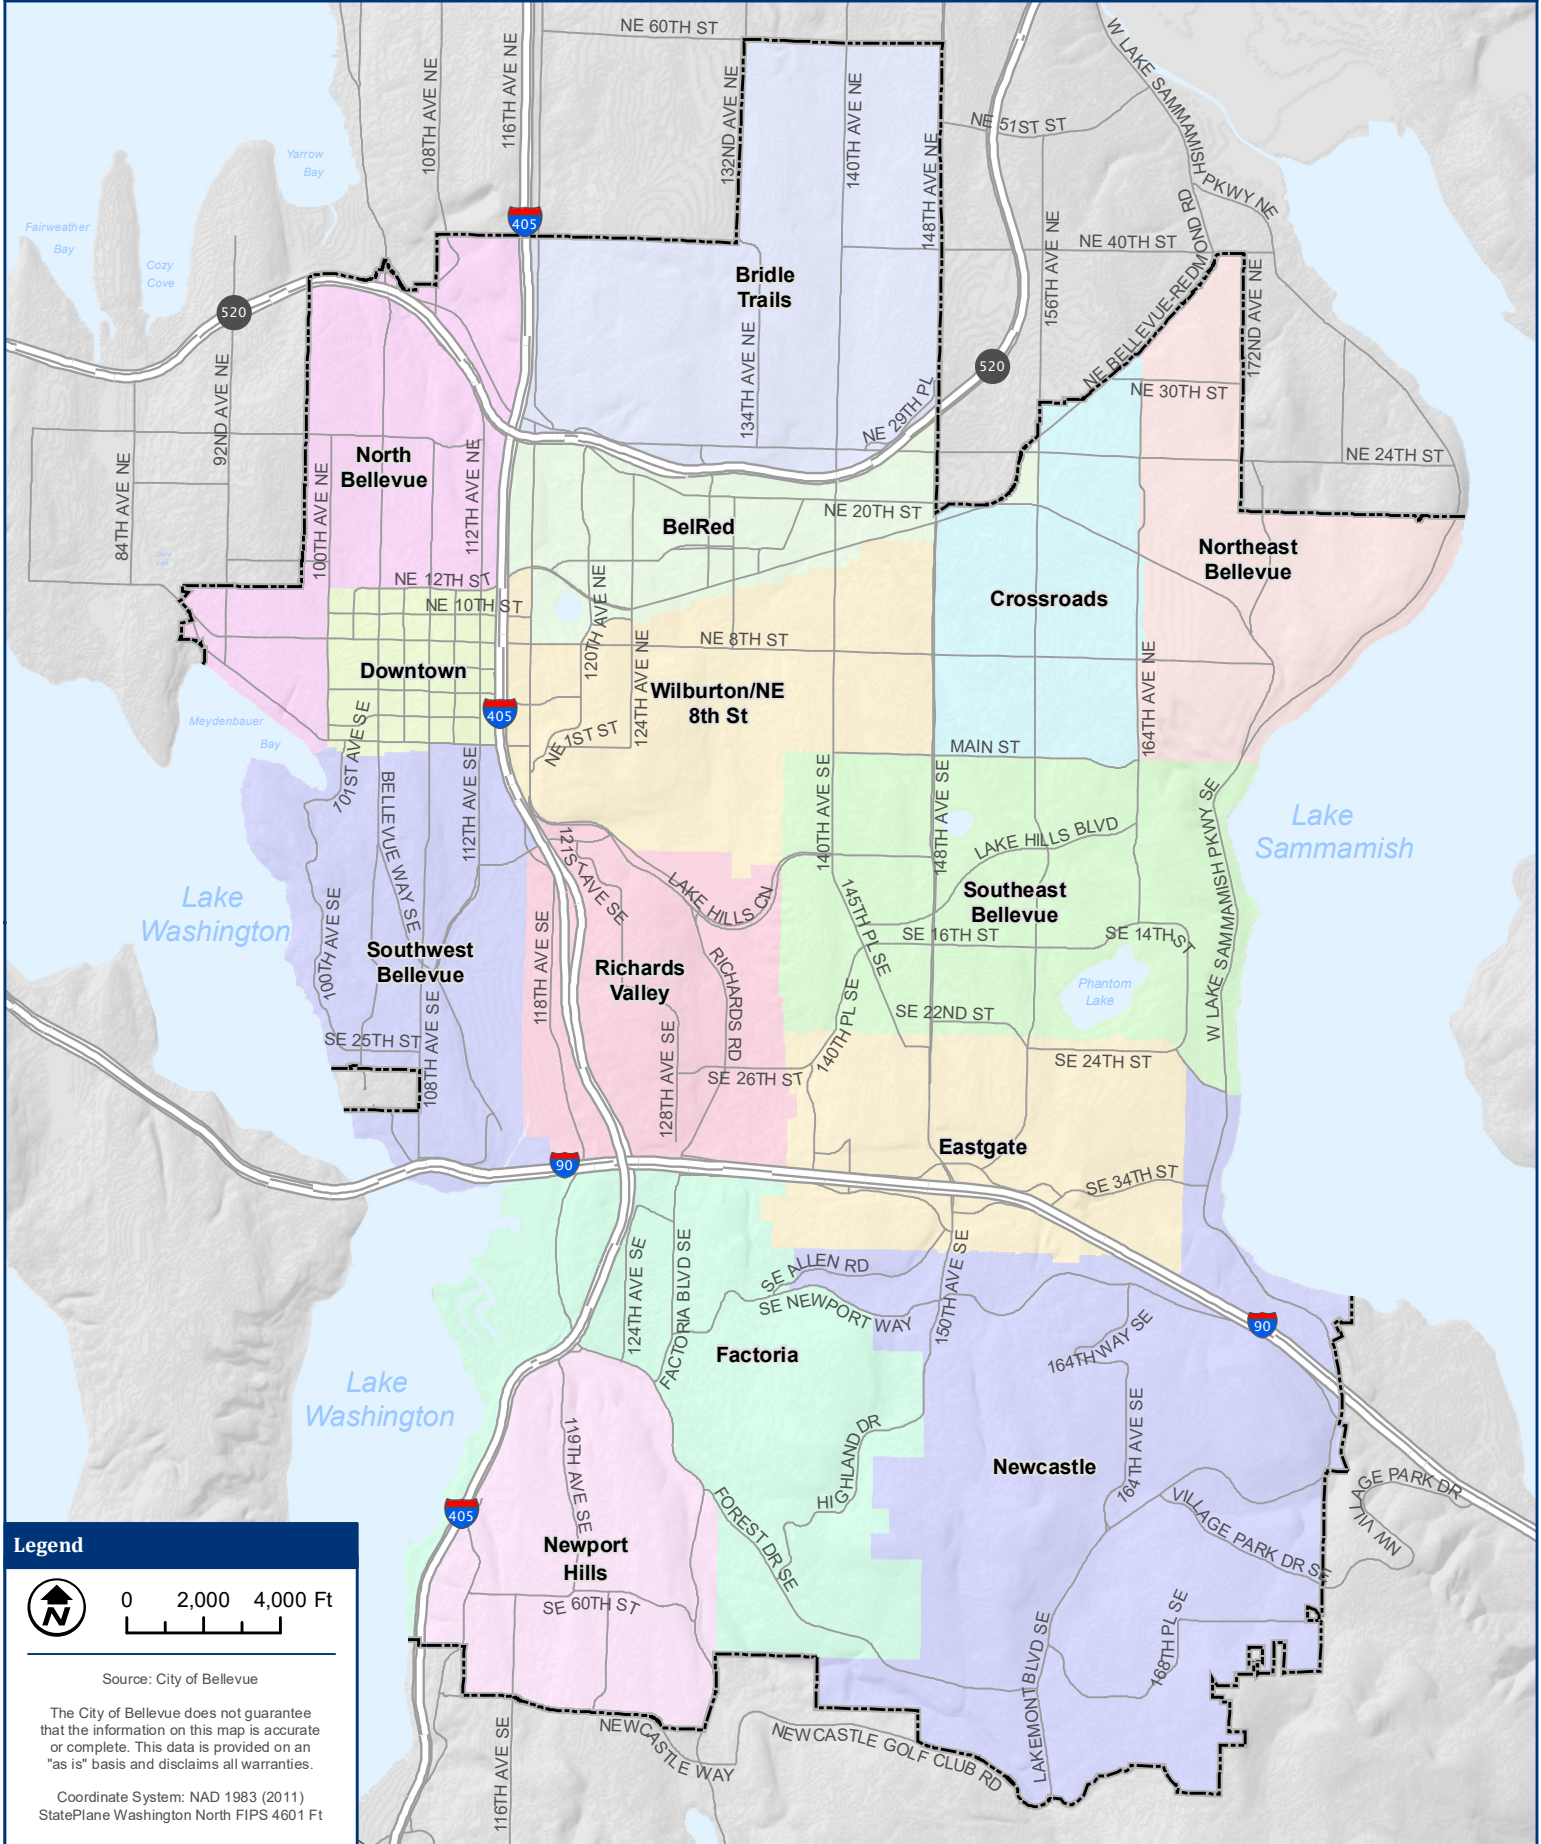 NE 60TH ST
108TH AVE NE
116TH AVE NE
132ND AVE NE
140TH AVE NE
148TH AVE NE
NE 51ST ST
W LAKE SAMMAMISH PKWY NE
Yarrow
Bay
Fairweather
Bay
Cozy
Cove
405
520
92ND AVE NE
84TH AVE NE
Bridle
Trails
134TH AVE NE
NE 29TH PL
156TH AVE NE
NE 40TH ST
NE BELLEVUE-REDMOND RD
172ND AVE NE
520
NE 30TH ST
NE 24TH ST
North
Bellevue
100TH AVE NE
112TH AVE NE
BelRed
NE 20TH ST
Northeast
Bellevue
NE 12TH ST
NE 10TH ST
120TH AVE NE
124TH AVE NE
NE 8TH ST
Crossroads
164TH AVE NE
Downtown
Wilburton/NE
8th St
405
NE 1ST ST
MAIN ST
Meydenbauer
Bay
101ST AVE SE
BELLEVUE WAY SE
112TH AVE SE
140TH AVE SE
148TH AVE SE
LAKE HILLS BLVD
W LAKE SAMMAMISH PKWY SE
Lake
Sammamish
121ST AVE SE
LAKE HILLS CN
145TH PL SE
Southeast
Bellevue
SE 16TH ST
SE 14TH ST
Lake
Washington
100TH AVE SE
Southwest
Bellevue
118TH AVE SE
Richards
Valley
RICHARDS RD
140TH PL SE
SE 22ND ST
Phantom
Lake
SE 25TH ST
108TH AVE SE
128TH AVE SE
SE 26TH ST
SE 24TH ST
90
Eastgate
SE 34TH ST
124TH AVE SE
FACTORIA BLVD SE
SE ALLEN RD
SE NEWPORT WAY
150TH AVE SE
Factoria
164TH WAY SE
90
Lake
Washington
119TH AVE SE
HIGHLAND DR
164TH AVE SE
Newcastle
VILLAGE PARK DR SE
NW VILLAGE PARK DR
405
FOREST DR SE
Newport
Hills
SE 60TH ST
168TH PL SE
LAKEMONT BLVD SE
116TH AVE SE
NEWCASTLE WAY
NEWCASTLE GOLF CLUB RD
Legend
N
0 2,000 4,000 Ft
Source: City of Bellevue
The City of Bellevue does not guarantee
that the information on this map is accurate
or complete. This data is provided on an
"as is" basis and disclaims all warranties.
Coordinate System: NAD 1983 (2011)
StatePlane Washington North FIPS 4601 Ft